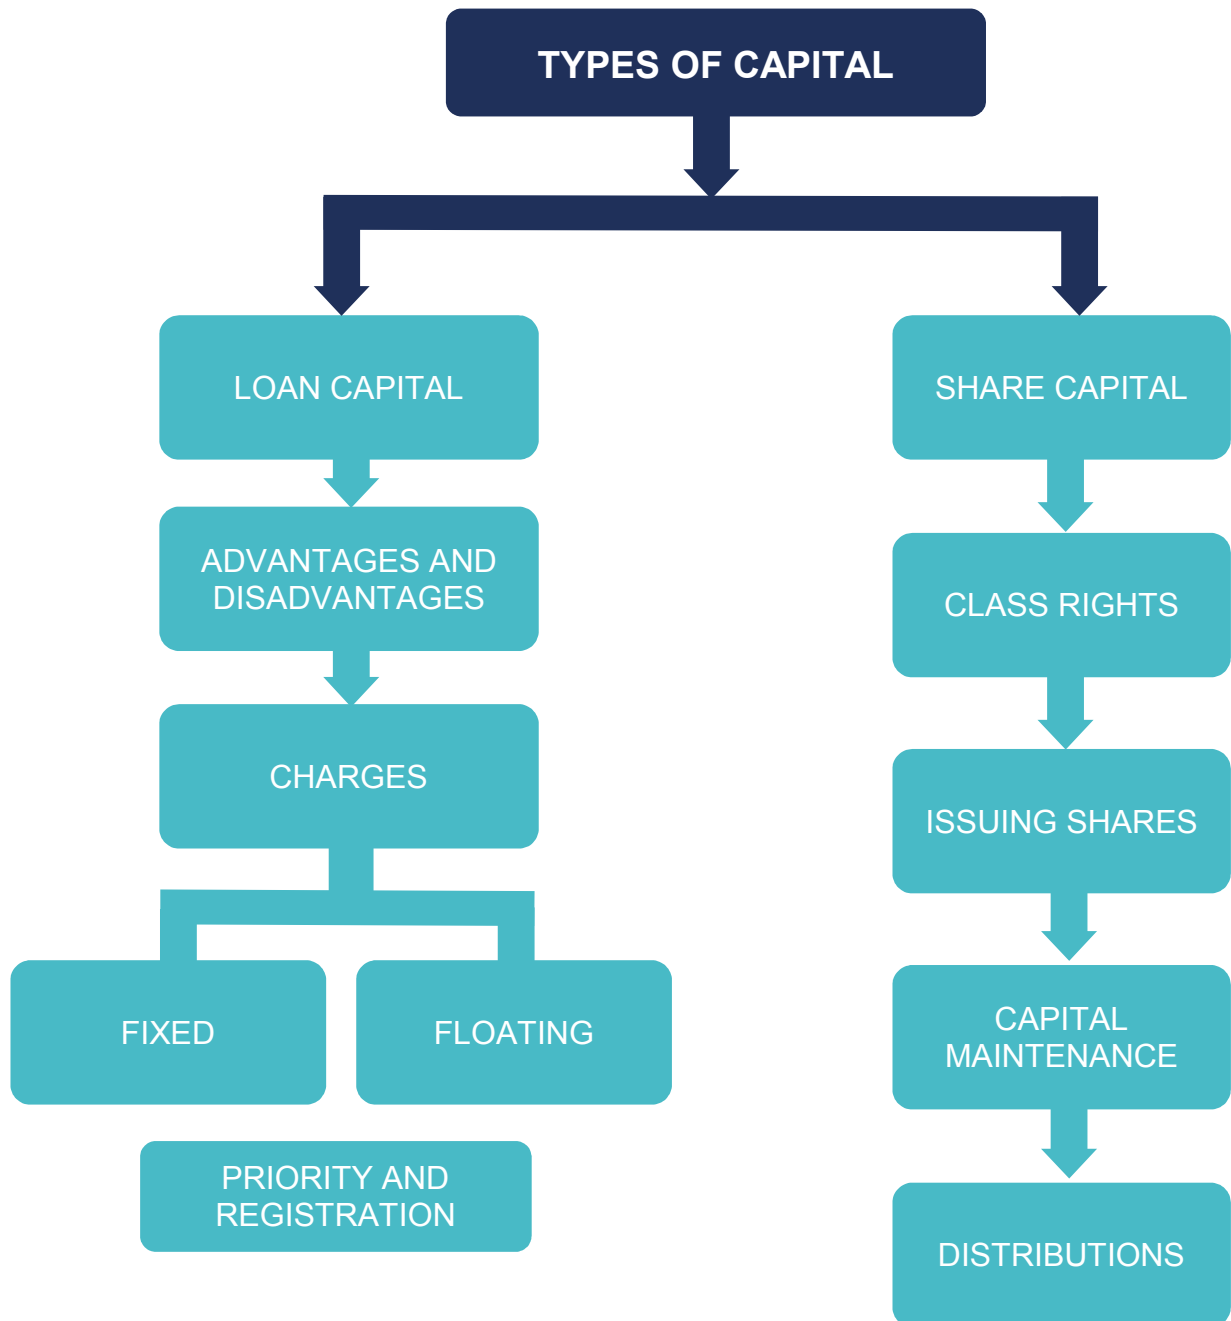 TYPES OF CAPITAL
LOAN CAPITAL
ADVANTAGES AND
DISADVANTAGES
CHARGES
FIXED
FLOATING
PRIORITY AND
REGISTRATION
SHARE CAPITAL
CLASS RIGHTS
ISSUING SHARES
CAPITAL
MAINTENANCE
DISTRIBUTIONS